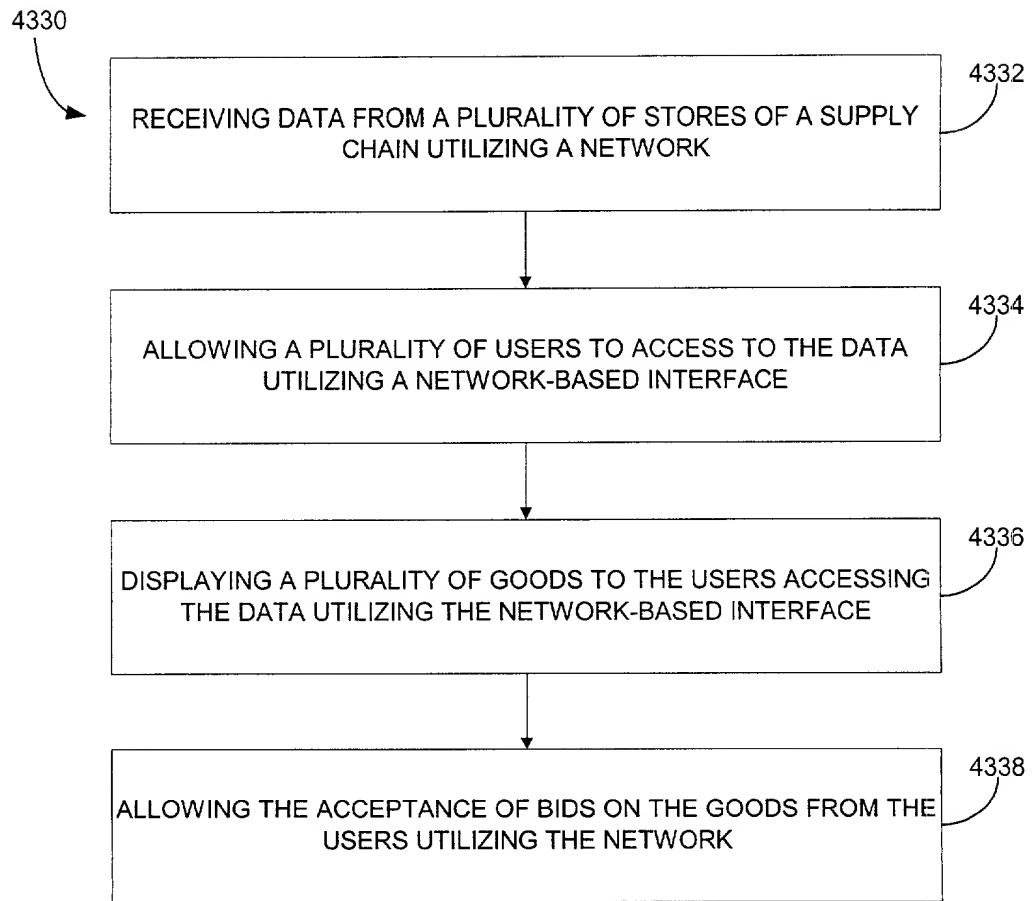 4330
4332
RECEIVING DATA FROM A PLURALITY OF STORES OF A SUPPLY
CHAIN UTILIZING A NETWORK
4334
ALLOWING A PLURALITY OF USERS TO ACCESS TO THE DATA
UTILIZING A NETWORK-BASED INTERFACE
4336
DISPLAYING A PLURALITY OF GOODS TO THE USERS ACCESSING
THE DATA UTILIZING THE NETWORK-BASED INTERFACE
4338
ALLOWING THE ACCEPTANCE OF BIDS ON THE GOODS FROM THE
USERS UTILIZING THE NETWORK